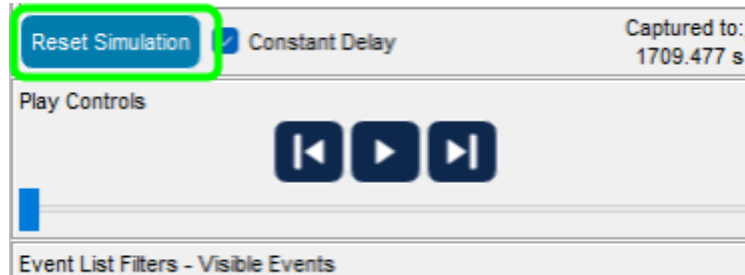 Reset Simulation Constant Delay Captured to:
1709.477 s
Play Controls
Event List Filters - Visible Events